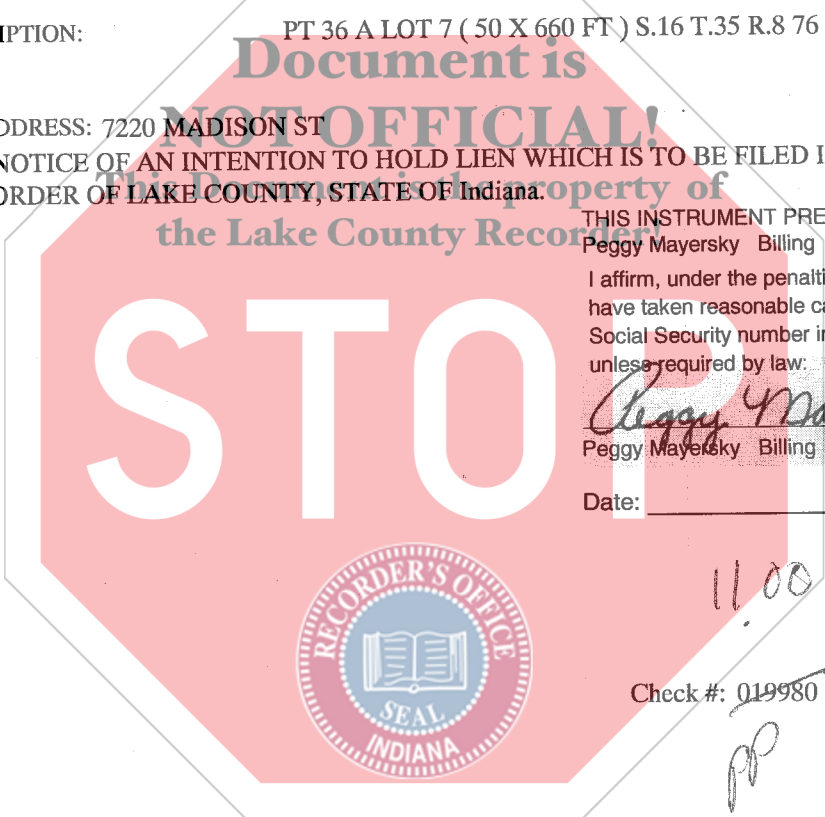 IPTION: PT 36 A LOT 7 ( 50 X 660 FT ) S.16 T.35 R.8 76
Document is
NOT OFFICIAL!
This Document is the property of
the Lake County Recorder!
DDRESS: 7220 MADISON ST
NOTICE OF AN INTENTION TO HOLD LIEN WHICH IS TO BE FILED I
ORDER OF LAKE COUNTY, STATE OF Indiana.
THIS INSTRUMENT PRE
Peggy Mayersky Billing
I affirm, under the penalti
have taken reasonable ca
Social Security number in
unless required by law:
Peggy Ma
Peggy Mayersky Billing
Date:
STOP
11.00
Check #: 019980
PP
RECORDER'S OFFICE
SEAL
INDIANA